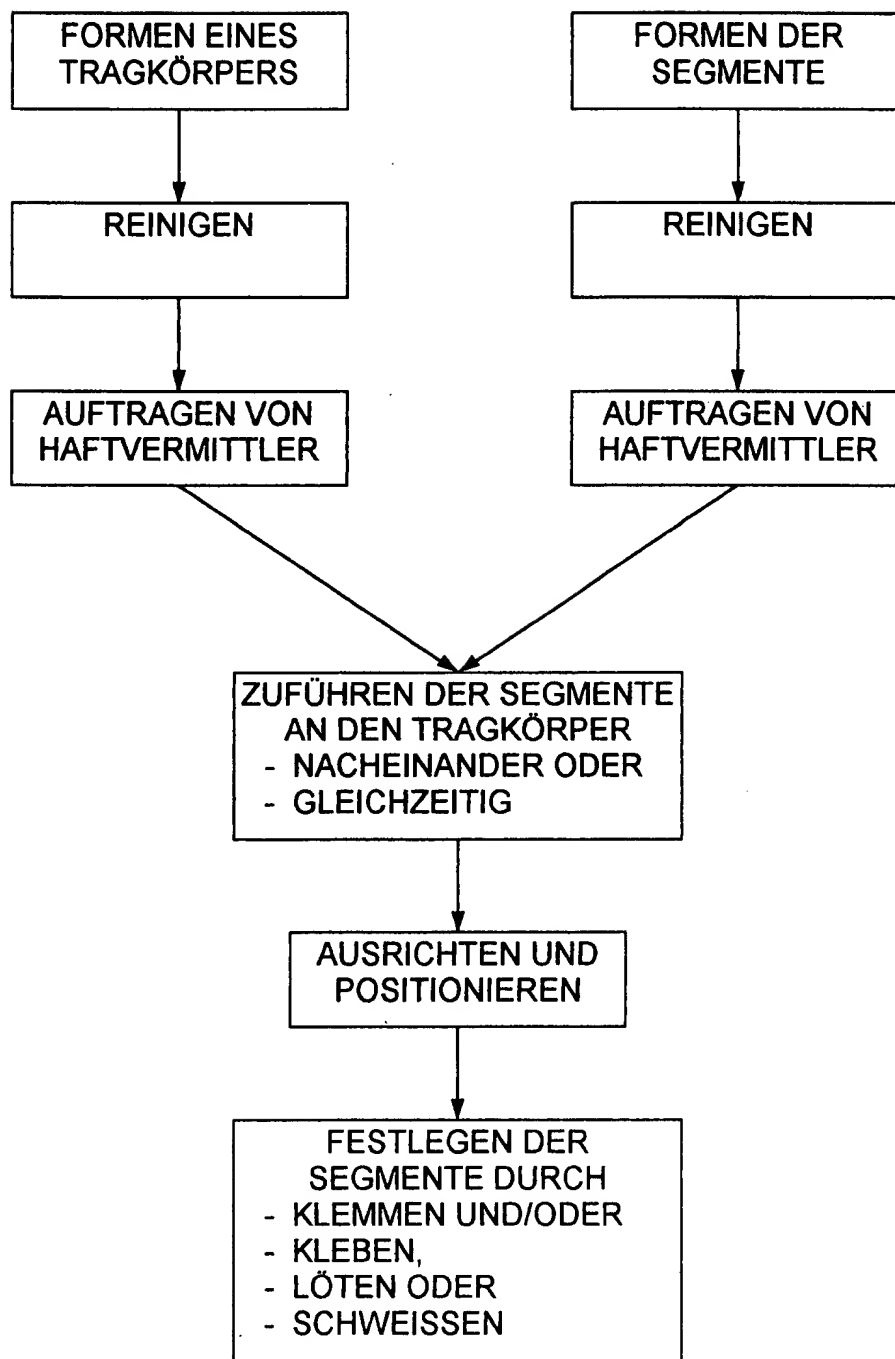 FORMEN EINES
TRAGKÖRPERS
FORMEN DER
SEGMENTE
REINIGEN
REINIGEN
AUFTRAGEN VON
HAFTVERMITTLER
AUFTRAGEN VON
HAFTVERMITTLER
ZUFÜHREN DER SEGMENTE
AN DEN TRAGKÖRPER
- NACHEINANDER ODER
- GLEICHZEITIG
AUSRICHTEN UND
POSITIONIEREN
FESTLEGEN DER
SEGMENTE DURCH
- KLEMMEN UND/ODER
- KLEBEN,
- LÖTEN ODER
- SCHWEISSEN